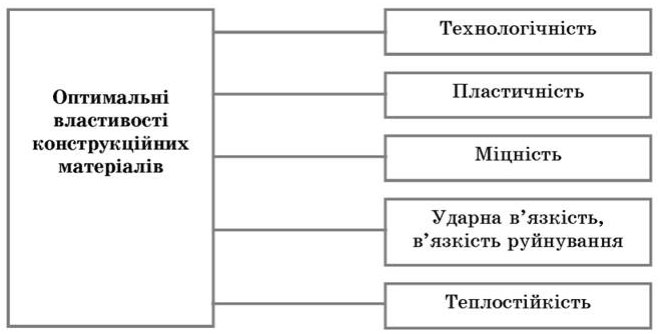 Оптимальні
властивості
конструкційних
матеріалів
Технологічність
Пластичність
Міцність
Ударна в’язкість,
в’язкість руйнування
Теплостійкість